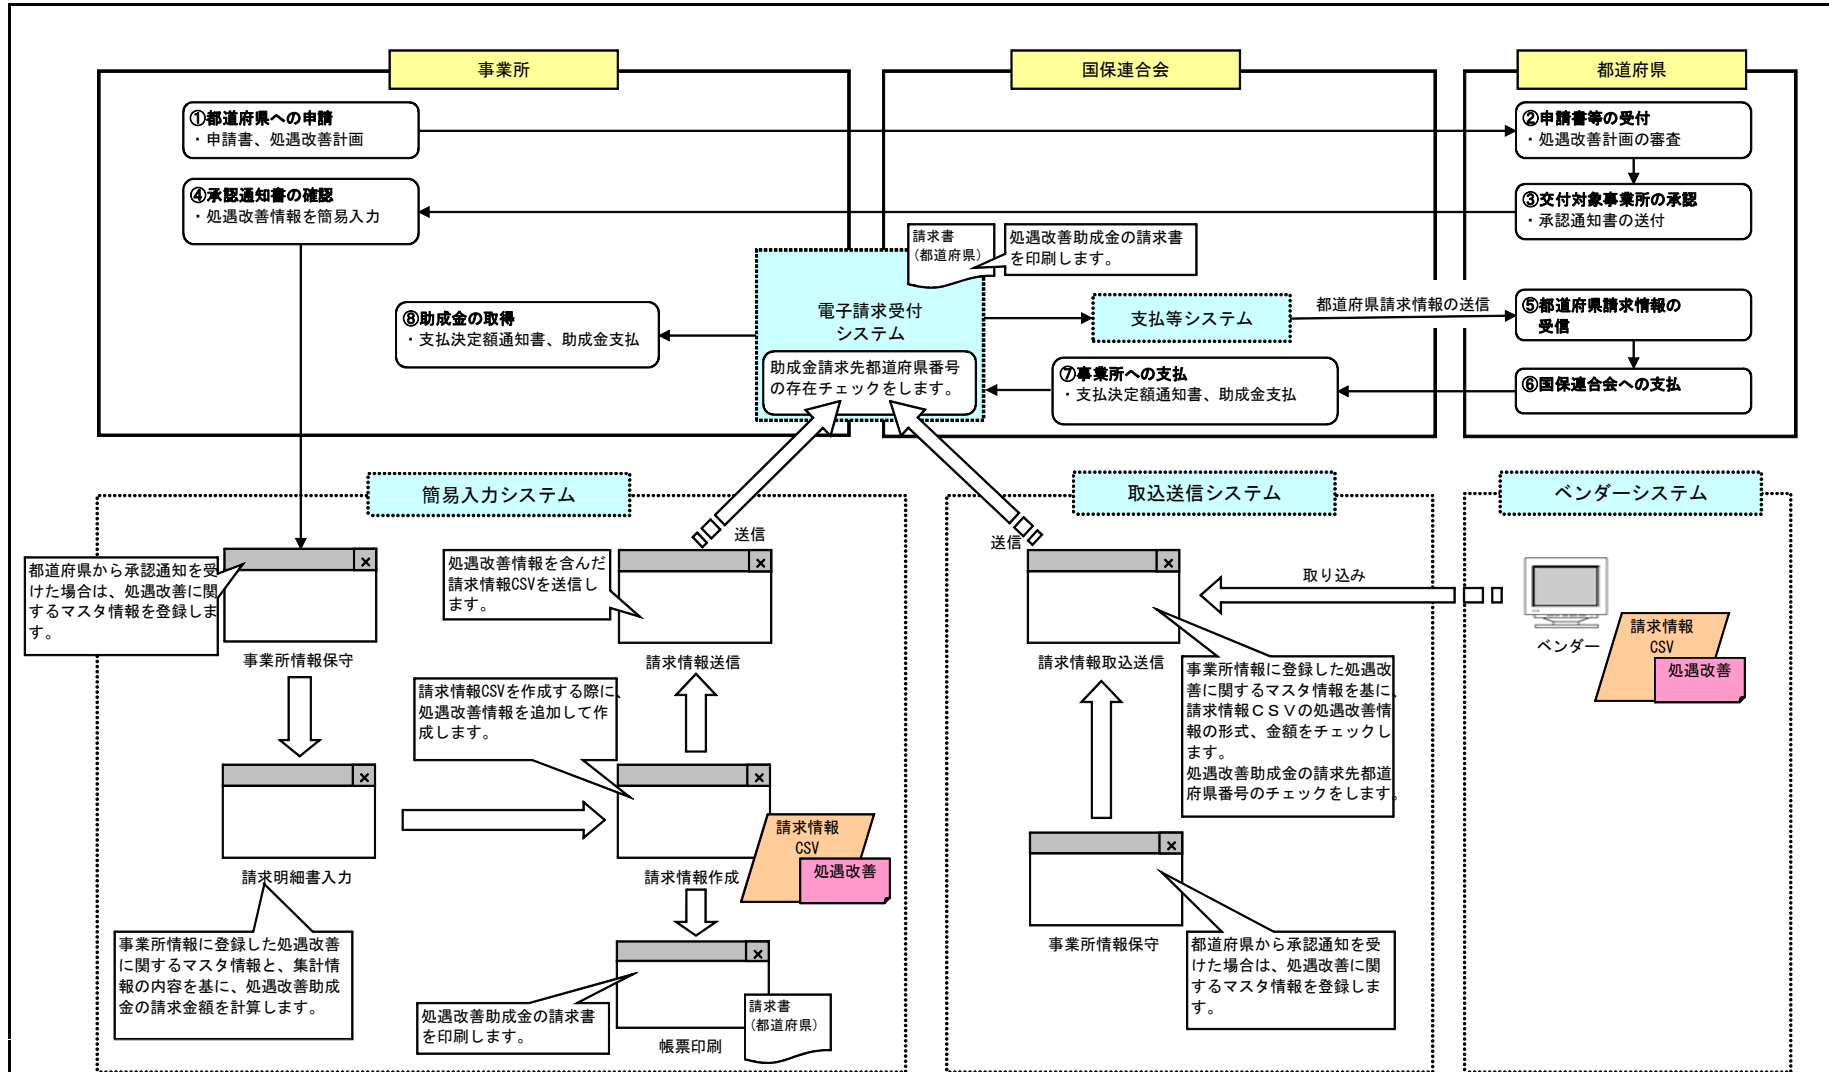 事業所
国保連合会
都道府県
①都道府県への申請
・申請書、処遇改善計画
②申請書等の受付
・処遇改善計画の審査
④承認通知書の確認
・処遇改善情報を簡易入力
③交付対象事業所の承認
・承認通知書の送付
請求書
(都道府県)
処遇改善助成金の請求書
を印刷します。
電子請求受付
システム
⑧助成金の取得
・支払決定額通知書、助成金支払
支払等システム
都道府県請求情報の送信
⑤都道府県請求情報の
受信
助成金請求先都道府県番号
の存在チェックをします。
⑦事業所への支払
・支払決定額通知書、助成金支払
⑥国保連合会への支払
簡易入力システム
取込送信システム
ベンダーシステム
送信
送信
都道府県から承認通知を受
けた場合は、処遇改善に関
するマスタ情報を登録しま
す。
×
事業所情報保守
処遇改善情報を含んだ
請求情報CSVを送信し
ます。
×
請求情報送信
×
請求情報取込送信
取り込み
ベンダー
請求情報
CSV
処遇改善
請求情報CSVを作成する際に、
処遇改善情報を追加して作
成します。
事業所情報に登録した処遇改
善に関するマスタ情報を基に、
請求情報CSVの処遇改善情
報の形式、金額をチェックし
ます。
処遇改善助成金の請求先都道
府県番号のチェックをします。
×
請求明細書入力
×
請求情報作成
請求情報
CSV
処遇改善
×
事業所情報保守
事業所情報に登録した処遇改善
に関するマスタ情報と、集計情
報の内容を基に、処遇改善助成
金の請求金額を計算します。
処遇改善助成金の請求書
を印刷します。
×
帳票印刷
請求書
(都道府県)
都道府県から承認通知を受
けた場合は、処遇改善に関
するマスタ情報を登録しま
す。